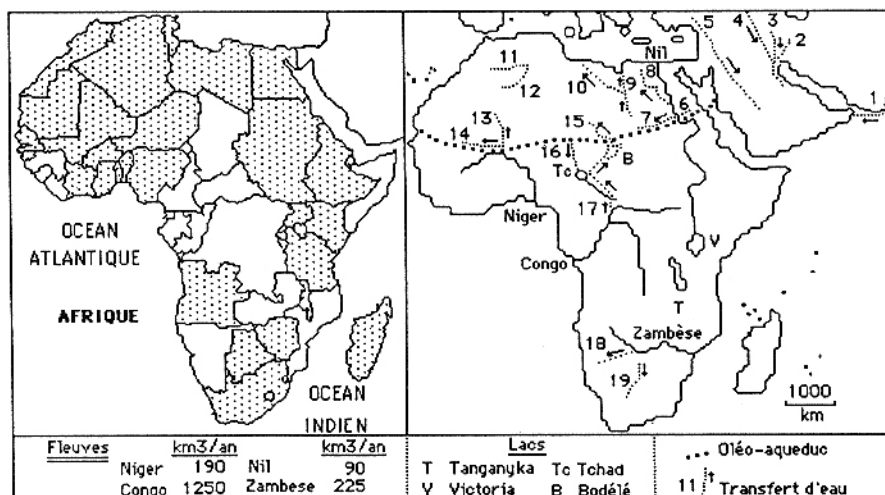 OCEAN
ATLANTIQUE
AFRIQUE
OCEAN
INDIEN
5 4 3
2
1
Nil
11
12
10
9
8
7
6
13
14
15
16
B
Tc
17
Niger
Congo
V
T
Zambèse
18
19
1000
km
Fleuves km3/an km3/an
Niger 190 Nil 90
Congo 1250 Zambese 225
Lacs
T Tanganyka Tc Tchad
V Victoria B Bodélé
Oléo-aqueduc
11 Transfert d'eau